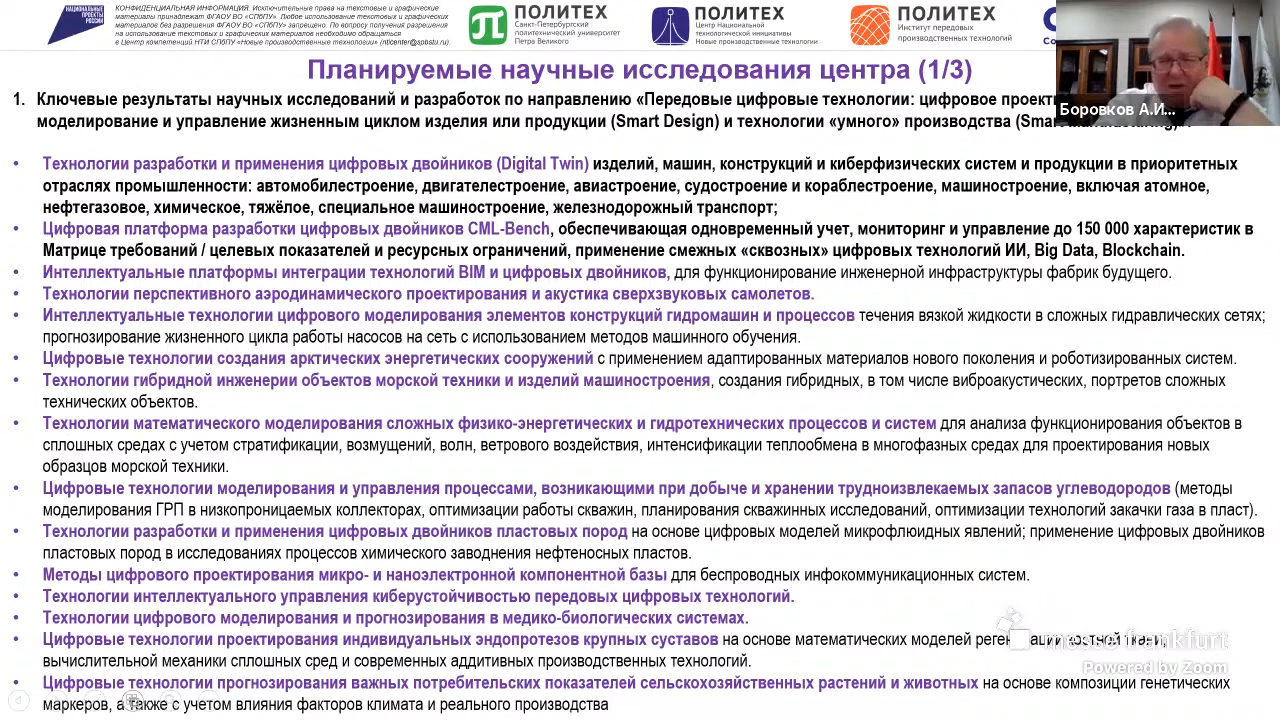 НАЦИОНАЛЬНЫЕ
ПРОЕКТЫ
РОССИИ
КОНФИДЕНЦИАЛЬНАЯ ИНФОРМАЦИЯ. Исключительные права на текстовые и графические
материалы принадлежат ФГАОУ ВО «СПбПУ». Любое использование текстовых и графических
материалов без разрешения ФГАОУ ВО «СПбПУ» запрещено. По вопросу получения разрешения
на использование текстовых и графических материалов необходимо обращаться
в Центр компетенций НТИ СПбПУ «Новые производственные технологии» (nticenter@spbstu.ru)
ПОЛИТЕХ
Санкт-Петербургский
политехнический университет
Петра Великого
ПОЛИТЕХ
Центр Национальной
технологической инициативы
Новые производственные технологии
ПОЛИТЕХ
Институт передовых
производственных технологий
Планируемые научные исследования центра (1/3)
Боровков А.И...
1. Ключевые результаты научных исследований и разработок по направлению «Передовые цифровые технологии: цифровое
моделирование и управление жизненным циклом изделия или продукции (Smart Design) и технологии «умного» производства
• Технологии разработки и применения цифровых двойников (Digital Twin) изделий, машин, конструкций и киберфизических систем и продукции в приоритетных
отраслях промышленности: автомобилестроение, двигателестроение, авиастроение, судостроение и кораблестроение, машиностроение, включая атомное,
нефтегазовое, химическое, тяжёлое, специальное машиностроение, железнодорожный транспорт;
• Цифровая платформа разработки цифровых двойников CML-Bench, обеспечивающая одновременный учет, мониторинг и управление до 150 000 характеристик в
Матрице требований / целевых показателей и ресурсных ограничений, применение смежных «сквозных» цифровых технологий ИИ, Big Data, Blockchain.
• Интеллектуальные платформы интеграции технологий BIM и цифровых двойников, для функционирование инженерной инфраструктуры фабрик будущего.
• Технологии перспективного аэродинамического проектирования и акустика сверхзвуковых самолетов.
• Интеллектуальные технологии цифрового моделирования элементов конструкций гидромашин и процессов течения вязкой жидкости в сложных гидравлических сетях;
прогнозирование жизненного цикла работы насосов на сеть с использованием методов машинного обучения.
• Цифровые технологии создания арктических энергетических сооружений с применением адаптированных материалов нового поколения и роботизированных систем.
• Технологии гибридной инженерии объектов морской техники и изделий машиностроения, создания гибридных, в том числе виброакустических, портретов сложных
технических объектов.
• Технологии математического моделирования сложных физико-энергетических и гидротехнических процессов и систем для анализа функционирования объектов в
сплошных средах с учетом стратификации, возмущений, волн, ветрового воздействия, интенсификации теплообмена в многофазных средах для проектирования новых
образцов морской техники.
• Цифровые технологии моделирования и управления процессами, возникающими при добыче и хранении трудноизвлекаемых запасов углеводородов (методы
моделирования ГРП в низкопроницаемых коллекторах, оптимизации работы скважин, планирования скважинных исследований, оптимизации технологий закачки газа в пласт).
• Технологии разработки и применения цифровых двойников пластовых пород на основе цифровых моделей микрофлюидных явлений; применение цифровых двойников
пластовых пород в исследованиях процессов химического заводнения нефтеносных пластов.
• Методы цифрового проектирования микро- и наноэлектронной компонентной базы для беспроводных инфокоммуникационных систем.
• Технологии интеллектуального управления киберустойчивостью передовых цифровых технологий.
• Технологии цифрового моделирования и прогнозирования в медико-биологических системах.
• Цифровые технологии проектирования индивидуальных эндопротезов крупных суставов на основе математических моделей регенерации костной ткани,
вычислительной механики сплошных сред и современных аддитивных производственных технологий.
• Цифровые технологии прогнозирования важных потребительских показателей сельскохозяйственных растений и животных на основе композиции генетических
маркеров, а также с учетом влияния факторов климата и реального производства
messe frankfurt
Powered by Zoom